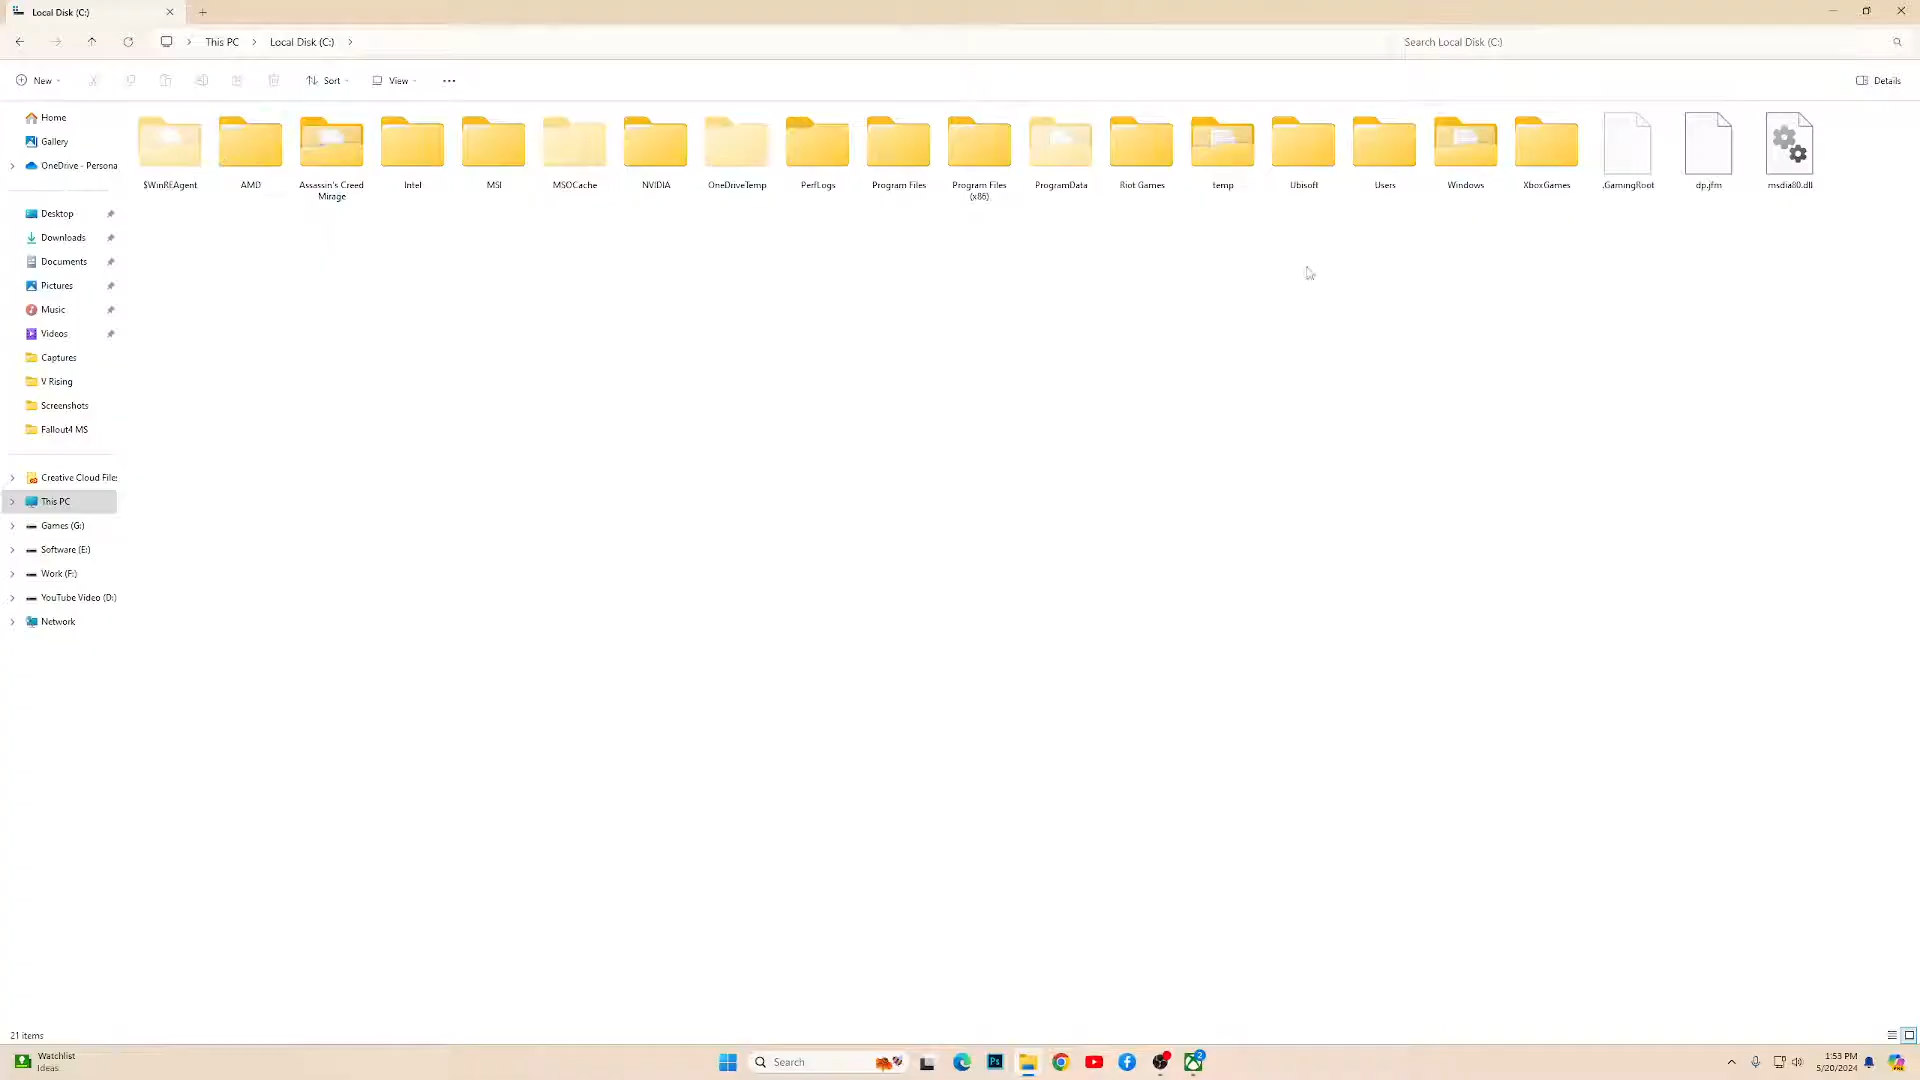 Local Disk (C:)
This PC
Local Disk (C:)
Search Local Disk (C:)
New
Sort
View
Details
Home
Gallery
OneDrive - Persona
Desktop
Downloads
Documents
Pictures
Music
Videos
Captures
V Rising
Screenshots
Fallout4 MS
Creative Cloud Files
This PC
Games (G:)
Software (E:)
Work (F:)
YouTube Video (D:)
Network
$WinREAgent
AMD
Assassin's Creed
Mirage
Intel
MSI
MSOCache
NVIDIA
OneDriveTemp
PerfLogs
Program Files
Program Files
(x86)
ProgramData
Riot Games
temp
Ubisoft
Users
Windows
XboxGames
.GamingRoot
dp.jfm
msdia80.dll
21 items
Watchlist
Ideas
Search
Ps
2
1:53 PM
5/20/2024
PRE